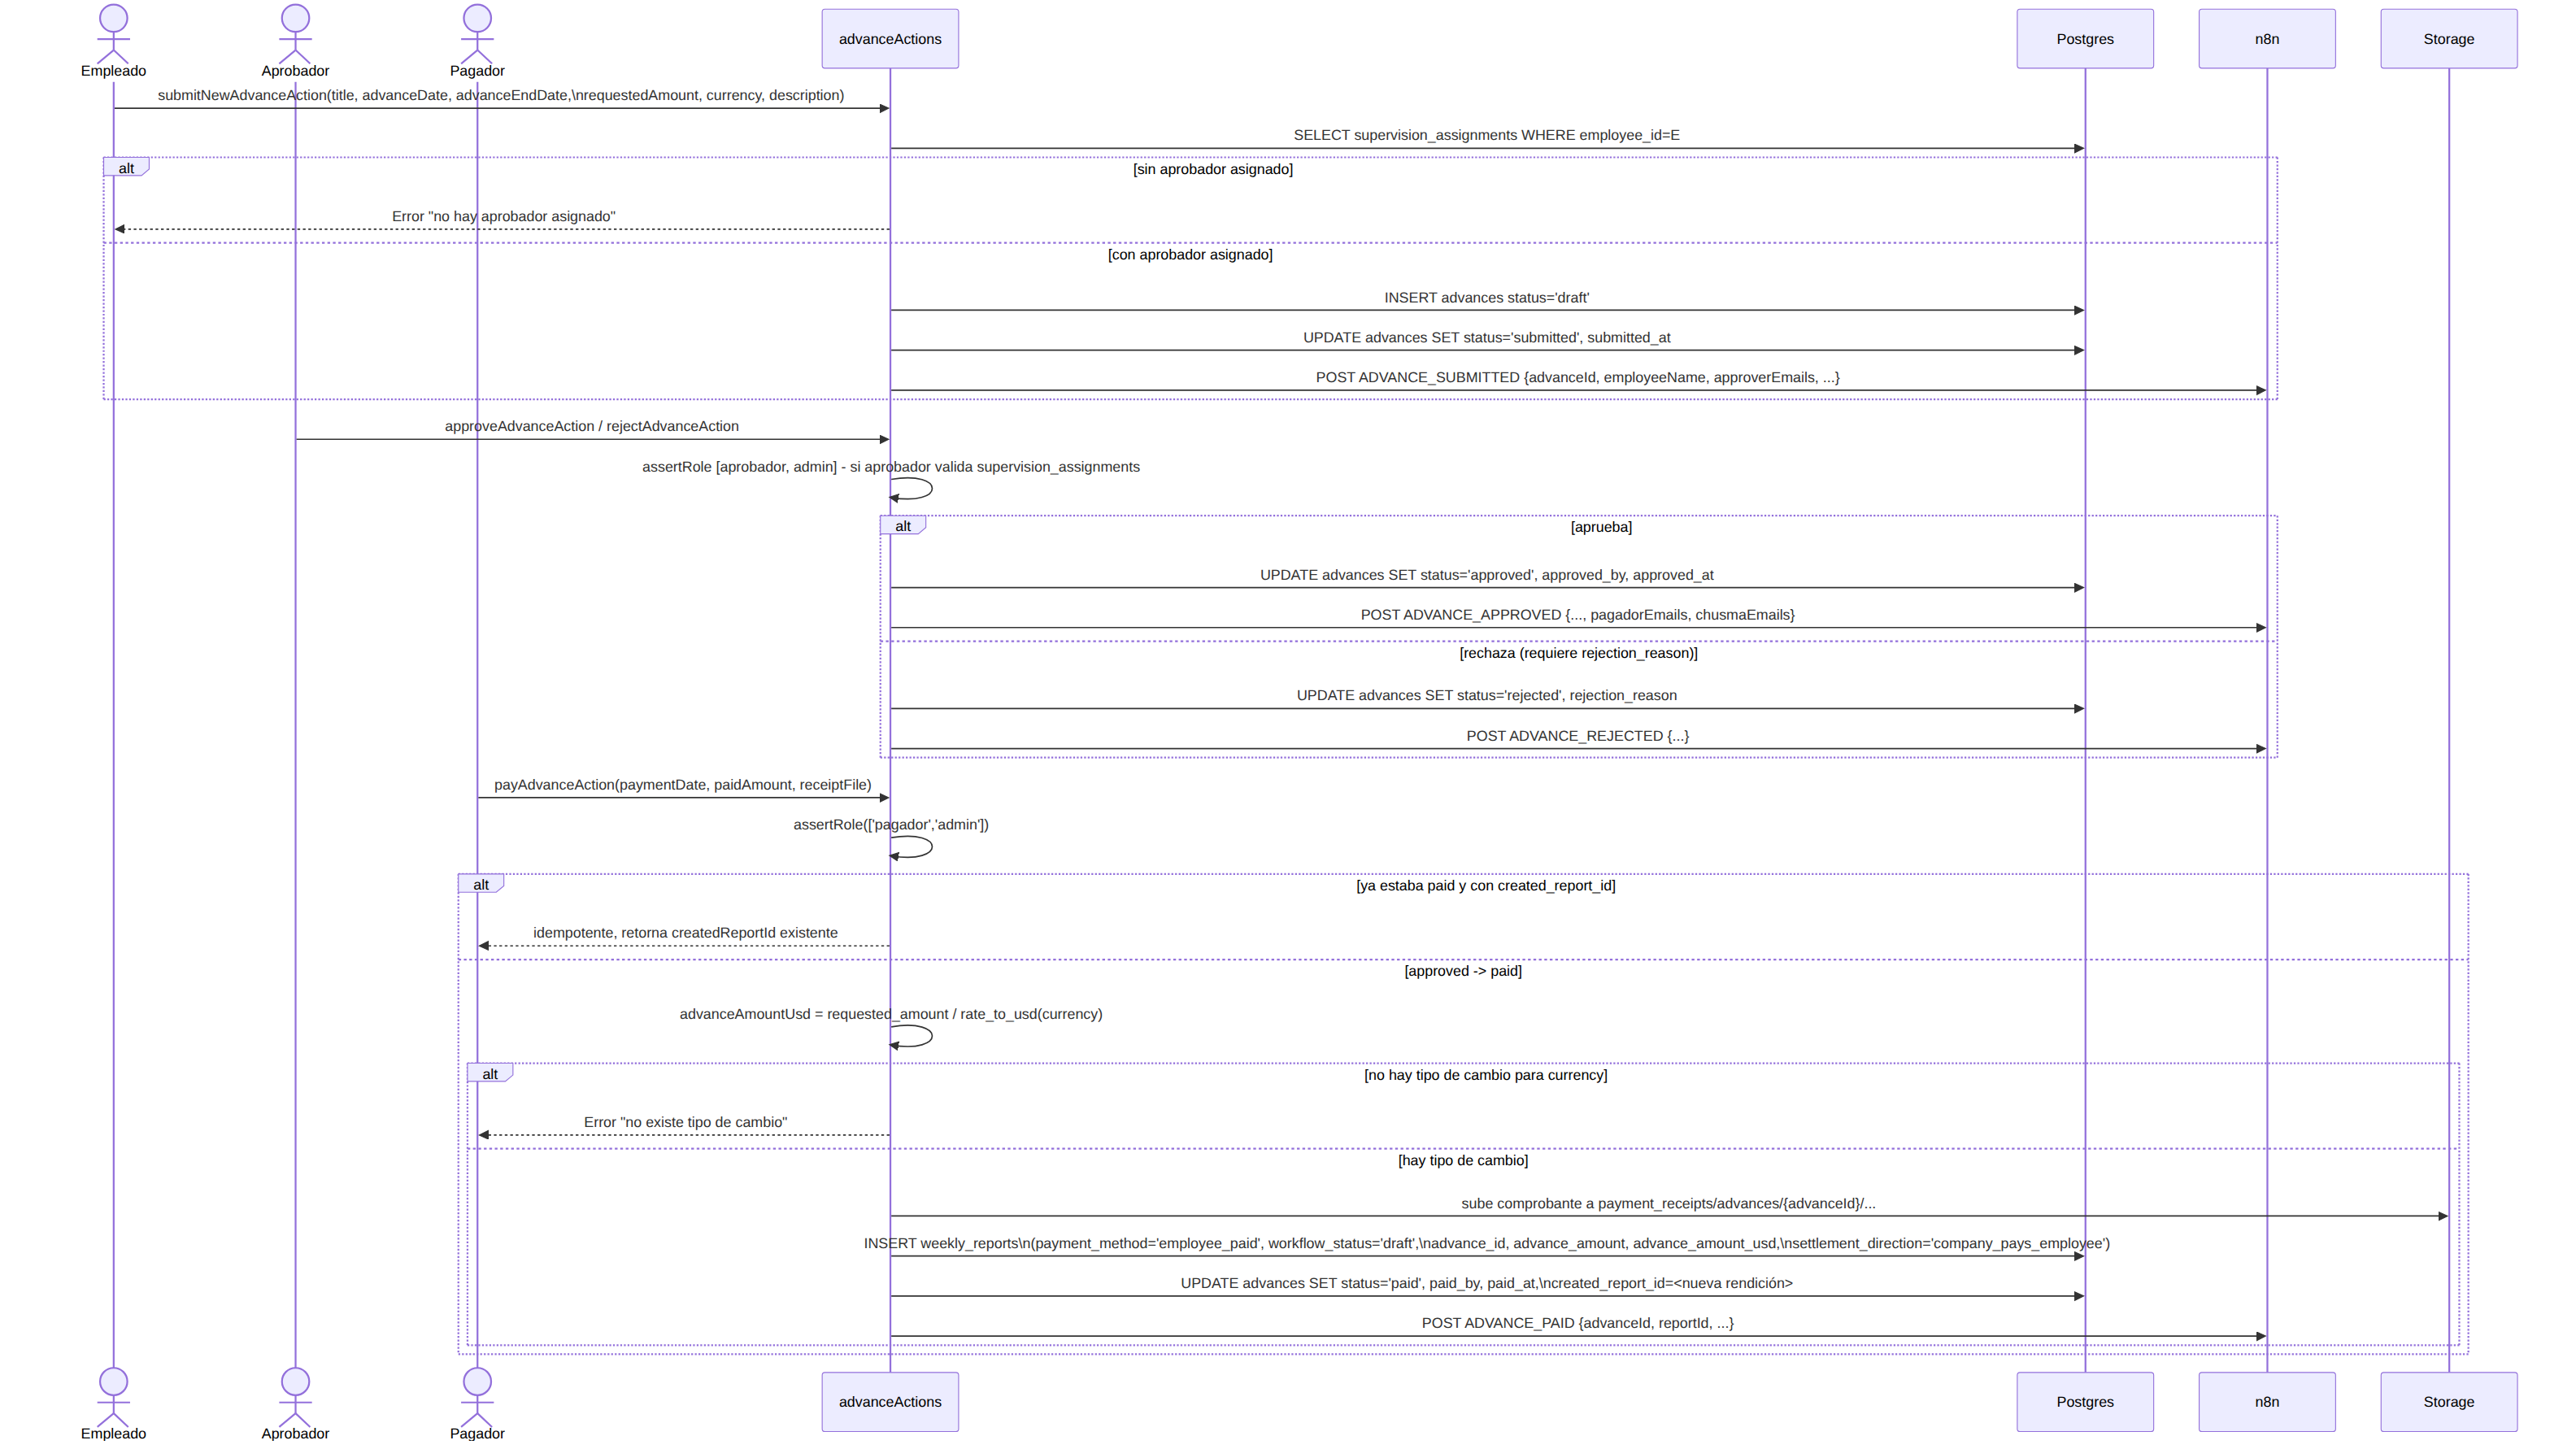 Empleado
Aprobador
Pagador
advanceActions
Postgres
n8n
Storage
submitNewAdvanceAction(title, advanceDate, advanceEndDate,\nrequestedAmount, currency, description)
SELECT supervision_assignments WHERE employee_id=E
alt
[sin aprobador asignado]
Error "no hay aprobador asignado"
[con aprobador asignado]
INSERT advances status='draft'
UPDATE advances SET status='submitted', submitted_at
POST ADVANCE_SUBMITTED {advanceId, employeeName, approverEmails, ...}
approveAdvanceAction / rejectAdvanceAction
assertRole [aprobador, admin] - si aprobador valida supervision_assignments
alt
[aprueba]
UPDATE advances SET status='approved', approved_by, approved_at
POST ADVANCE_APPROVED {..., pagadorEmails, chusmaEmails}
[rechaza (requiere rejection_reason)]
UPDATE advances SET status='rejected', rejection_reason
POST ADVANCE_REJECTED {...}
payAdvanceAction(paymentDate, paidAmount, receiptFile)
assertRole(['pagador','admin'])
alt
[ya estaba paid y con created_report_id]
idempotente, retorna createdReportId existente
[approved -> paid]
advanceAmountUsd = requested_amount / rate_to_usd(currency)
alt
[no hay tipo de cambio para currency]
Error "no existe tipo de cambio"
[hay tipo de cambio]
sube comprobante a payment_receipts/advances/{advanceId}/...
INSERT weekly_reports\n(payment_method='employee_paid', workflow_status='draft',\nadvance_id, advance_amount, advance_amount_usd,\nsettlement_direction='company_pays_employee')
UPDATE advances SET status='paid', paid_by, paid_at,\ncreated_report_id=<nueva rendición>
POST ADVANCE_PAID {advanceId, reportId, ...}
Empleado
Aprobador
Pagador
advanceActions
Postgres
n8n
Storage